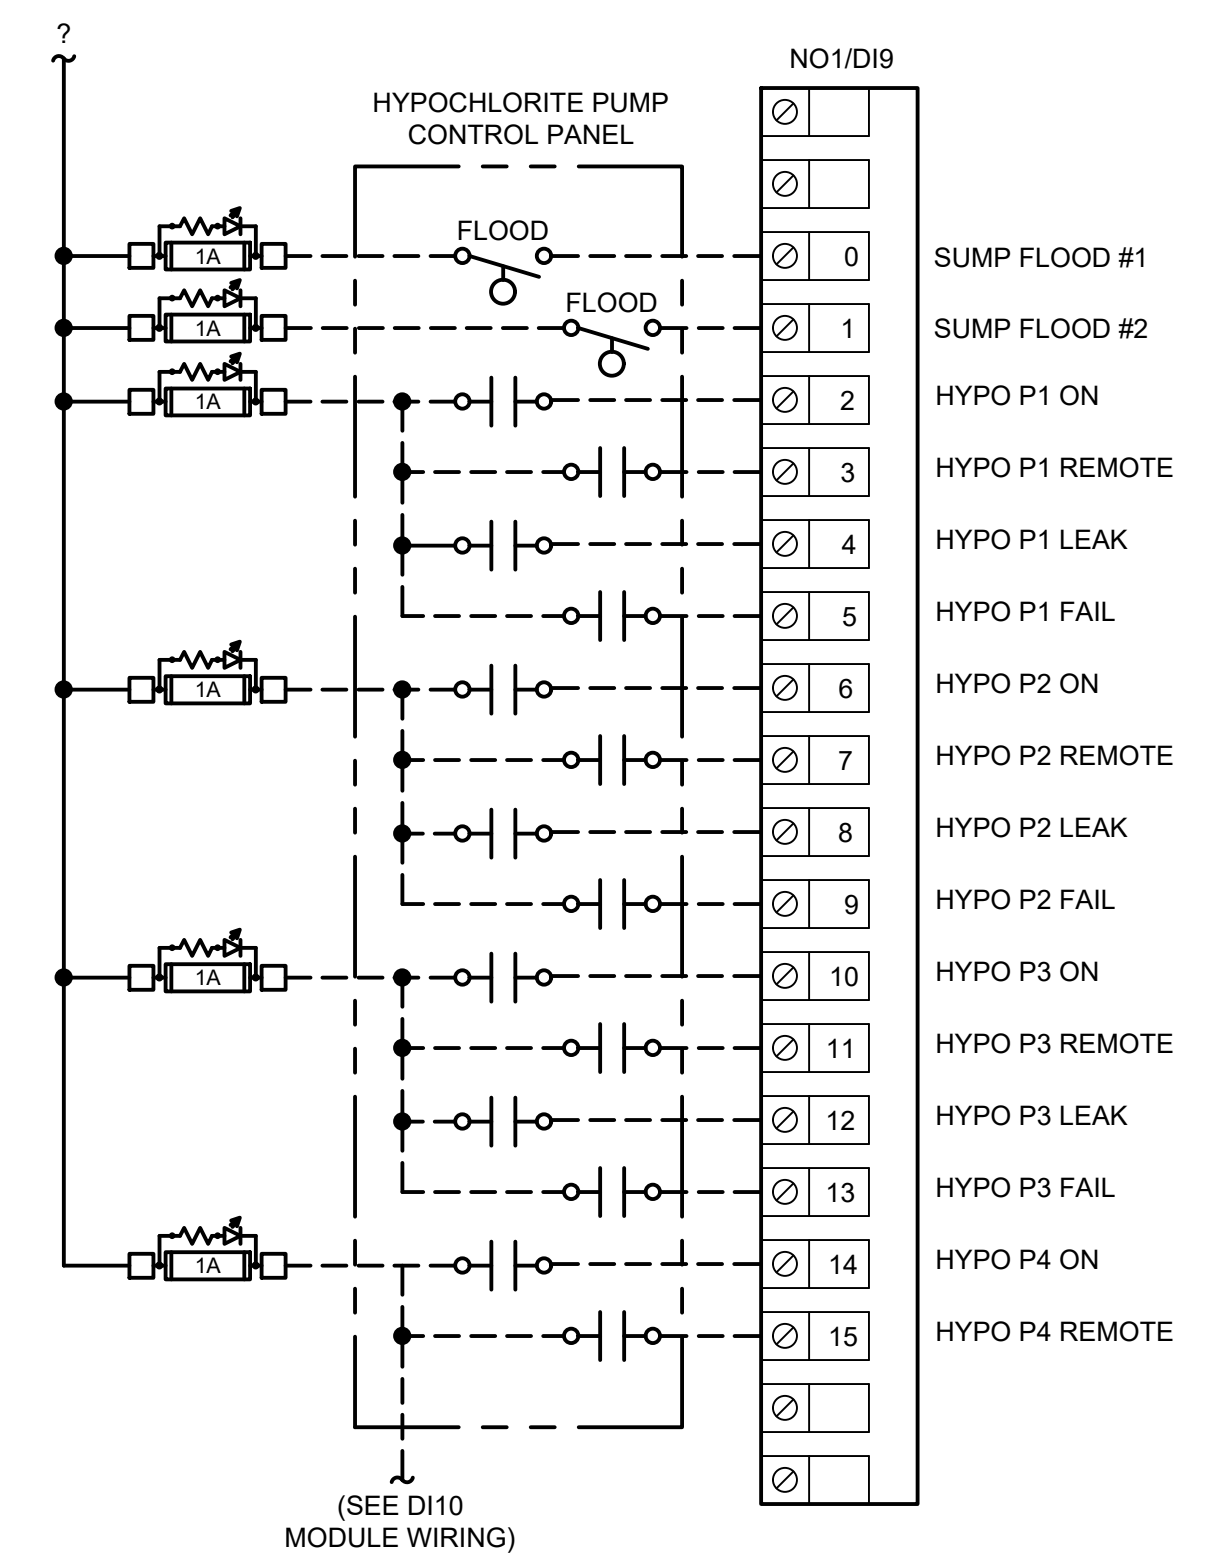 ?
NO1/DI9
HYPOCHLORITE PUMP
CONTROL PANEL
FLOOD
1A
0
SUMP FLOOD #1
FLOOD
1A
1
SUMP FLOOD #2
1A
2
HYPO P1 ON
3
HYPO P1 REMOTE
4
HYPO P1 LEAK
5
HYPO P1 FAIL
1A
6
HYPO P2 ON
7
HYPO P2 REMOTE
8
HYPO P2 LEAK
9
HYPO P2 FAIL
1A
10
HYPO P3 ON
11
HYPO P3 REMOTE
12
HYPO P3 LEAK
13
HYPO P3 FAIL
1A
14
HYPO P4 ON
15
HYPO P4 REMOTE
(SEE DI10
MODULE WIRING)